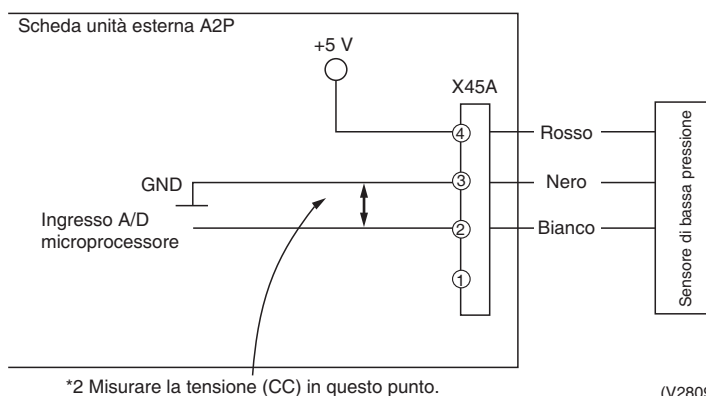 Scheda unità esterna A2P
+5 V
X45A
④
Rosso
GND
③
Nero
Ingresso A/D
microprocessore
②
Bianco
①
Sensore di bassa pressione
*2 Misurare la tensione (CC) in questo punto.
(V2809